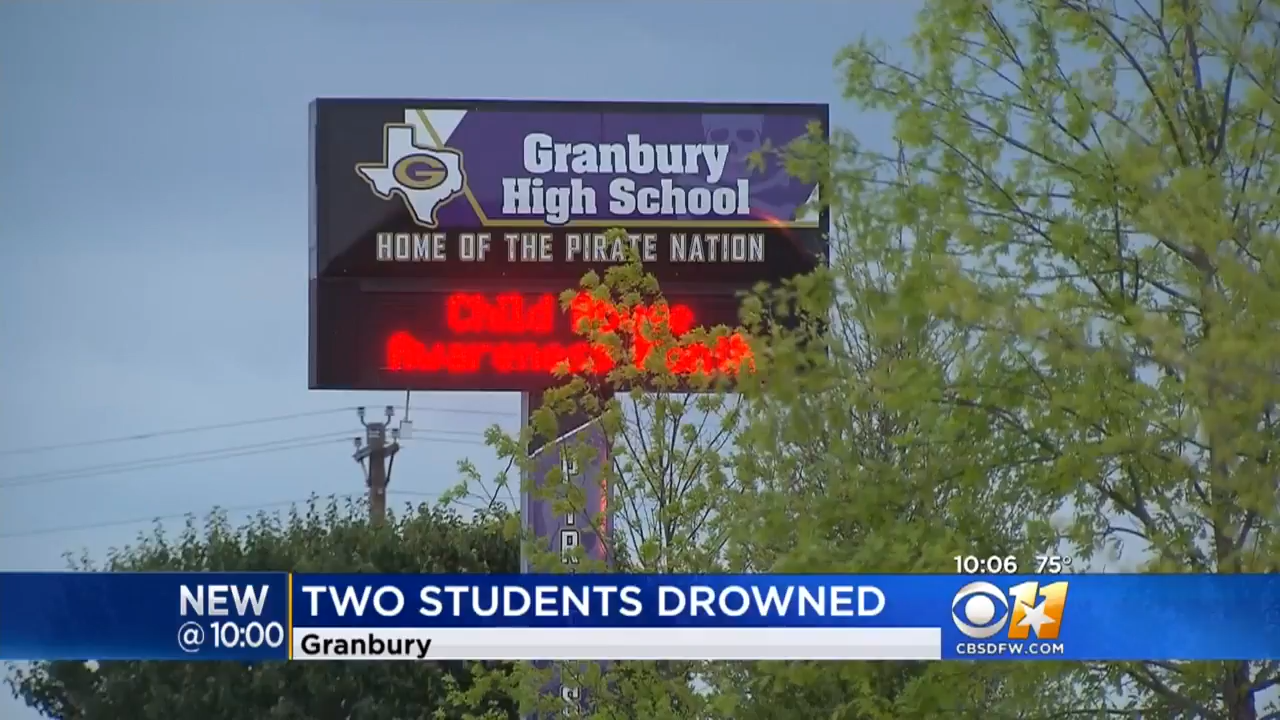 G
Granbury
High School
HOME OF THE PIRATE NATION
Child Abuse
Awareness Month
10:06 75°
NEW
@ 10:00
TWO STUDENTS DROWNED
Granbury
11
CBSDFW.COM